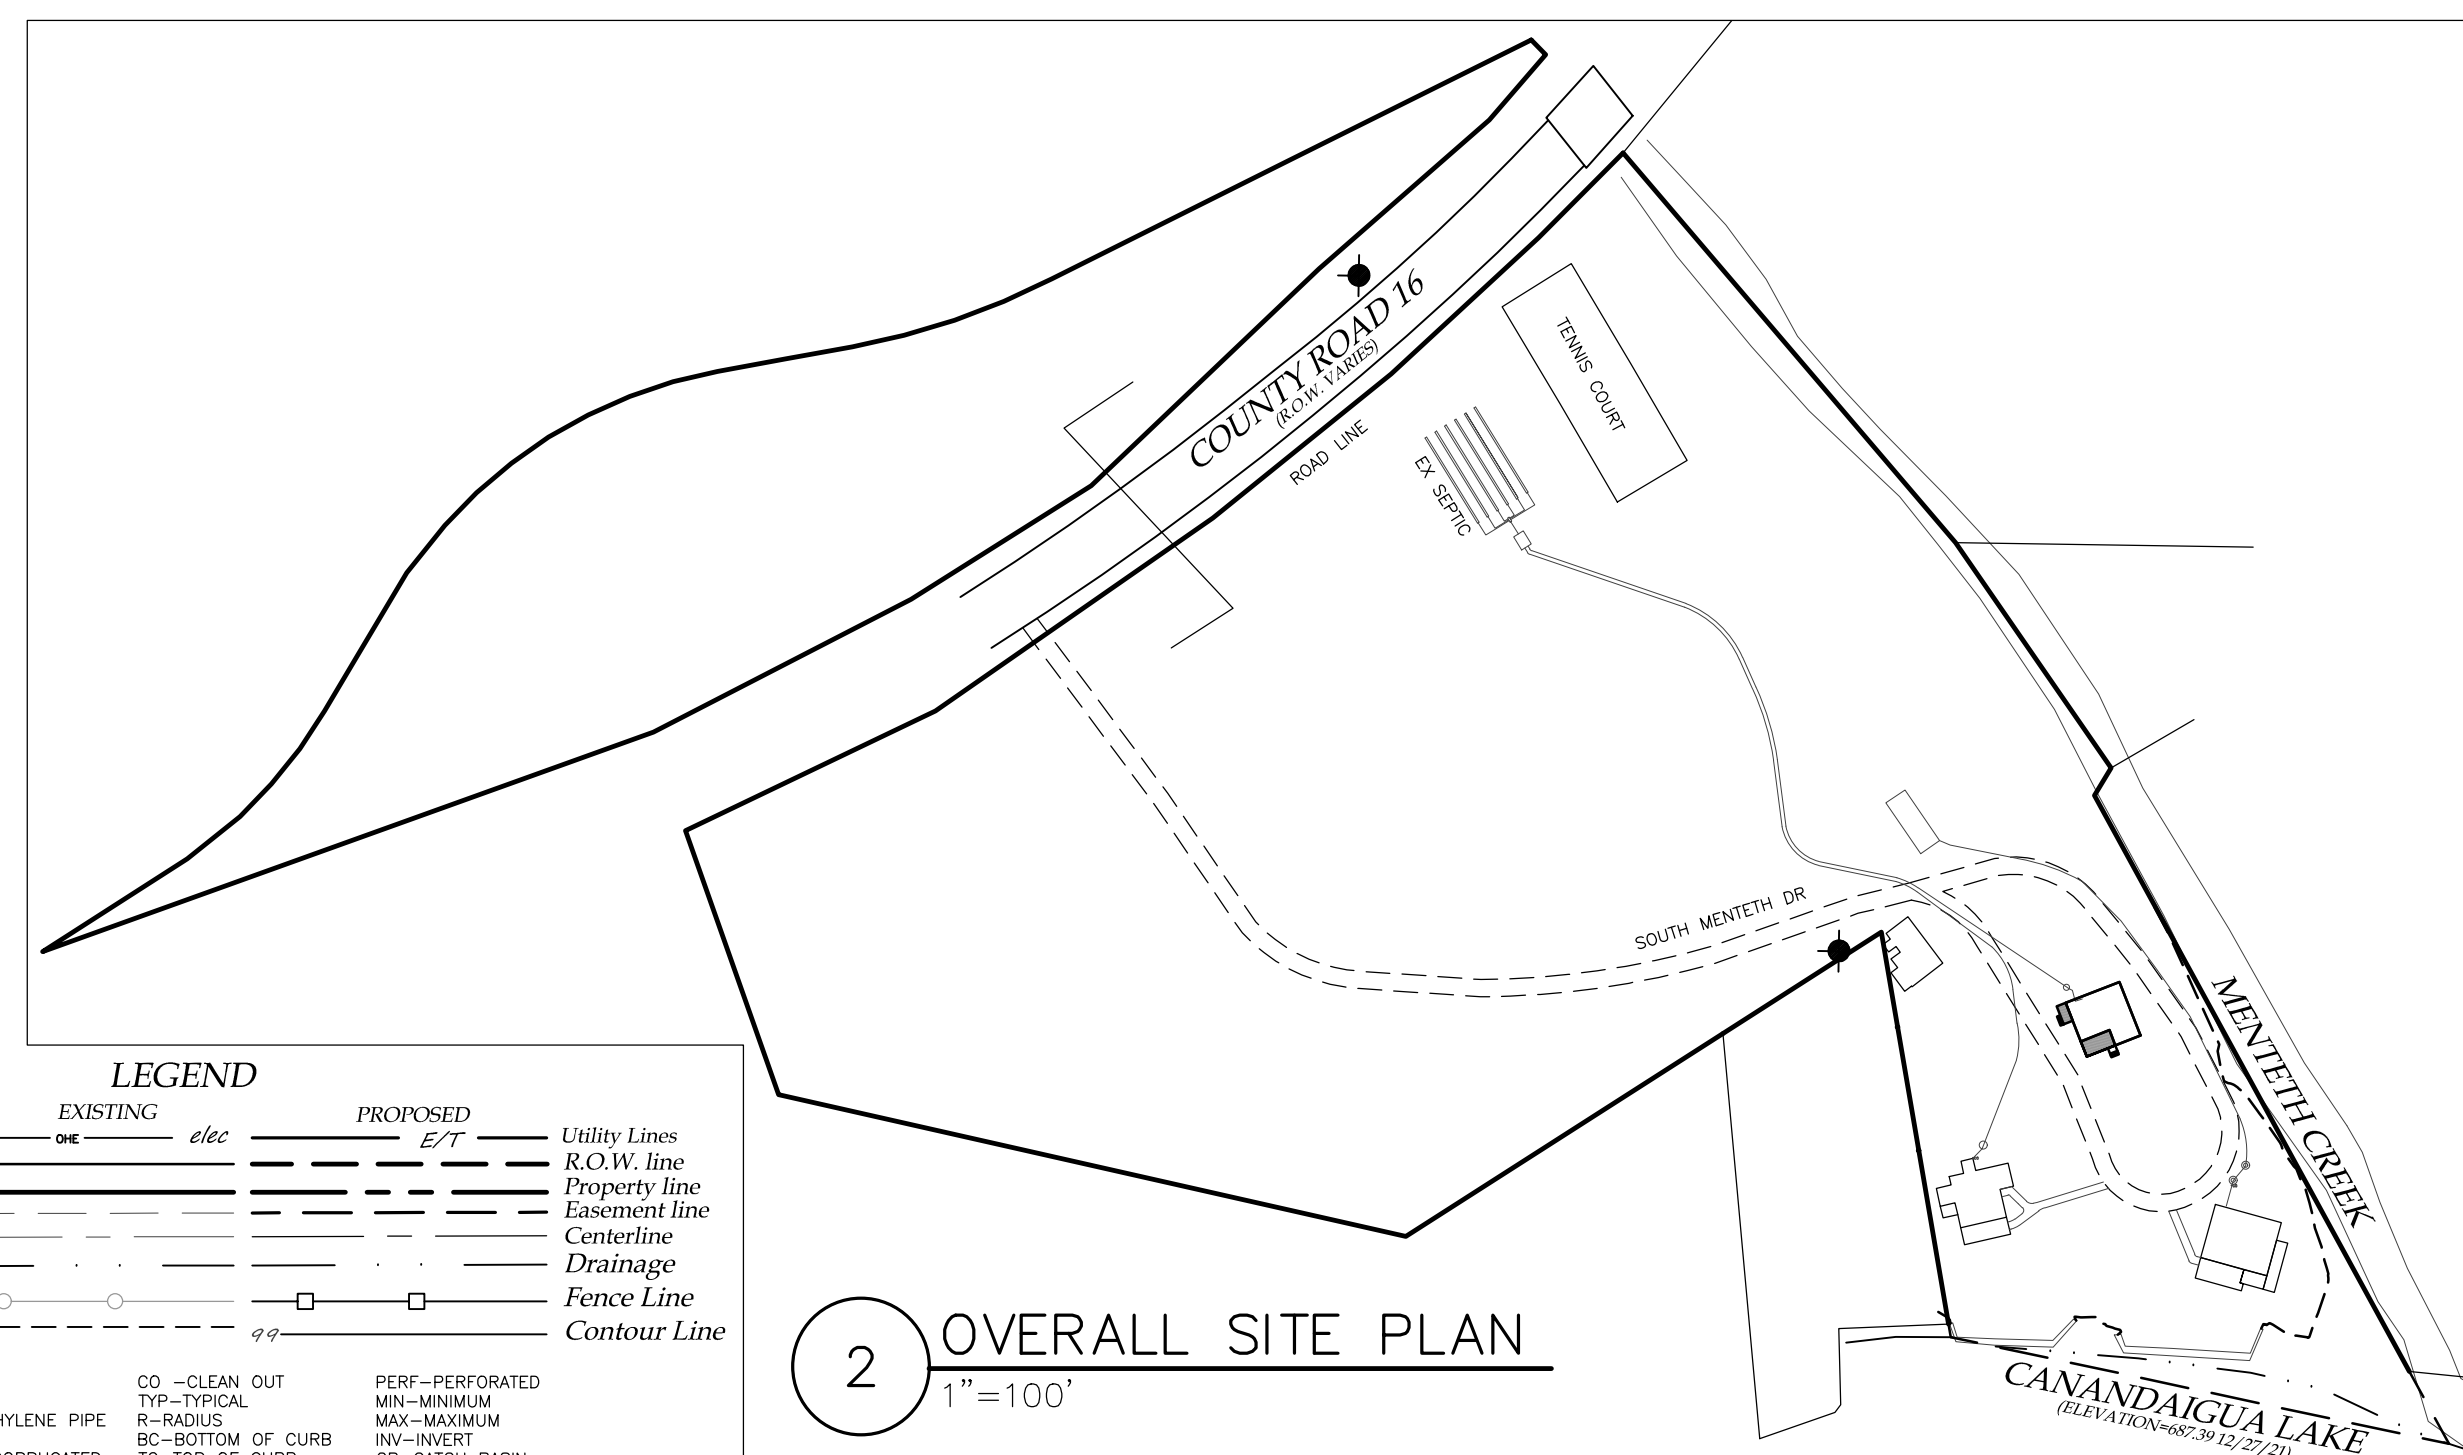 COUNTY ROAD 16
(R.O.W. VARIES)
ROAD LINE
TENNIS COURT
EX SEPTIC
SOUTH MENTETH DR
MENTETH CREEK
CANANDAIGUA LAKE
(ELEVATION=687.39 12/27/21)
LEGEND
EXISTING PROPOSED
OHE elec E/T Utility Lines
R.O.W. line
Property line
Easement line
Centerline
Drainage
Fence Line
99 Contour Line
CO -CLEAN OUT PERF-PERFORATED
TYP-TYPICAL MIN-MINIMUM
HYLENE PIPE R-RADIUS MAX-MAXIMUM
BC-BOTTOM OF CURB INV-INVERT
2 OVERALL SITE PLAN
1"=100'